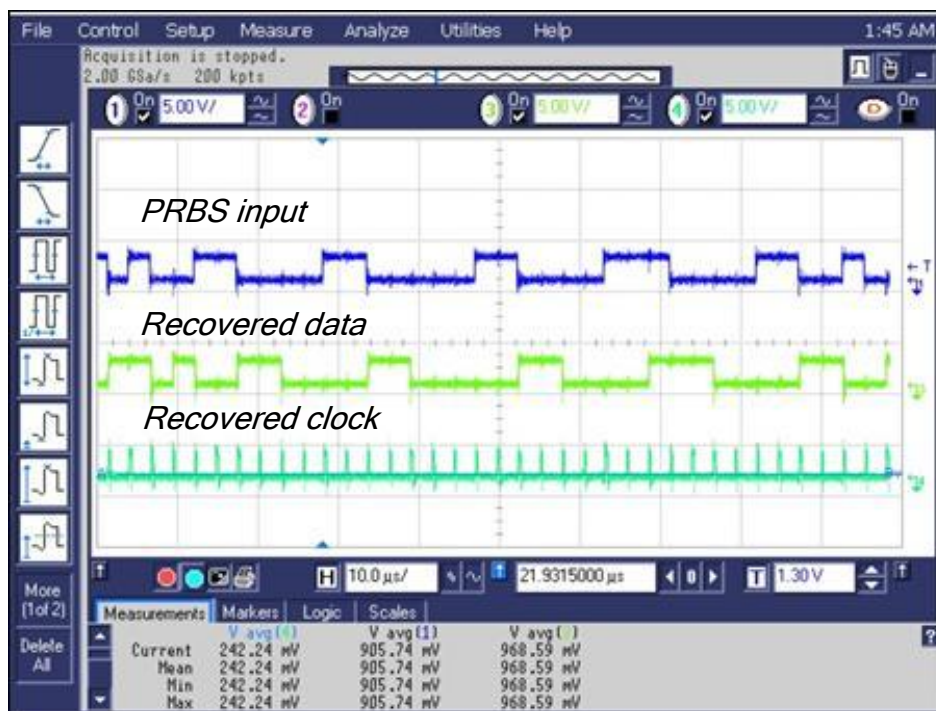 File Control Setup Measure Analyze Utilities Help 1:45 AM
Acquisition is stopped.
2.00 GSa/s 200 kpts
1 On 5.00 V/ 2 On 3 On 5.00 V/ 4 On 5.00 V/ D On
PRBS input
T
Recovered data
Recovered clock
H 10.0 µs/ 21.9315000 µs 0 T 1.30 V
More
(1 of 2)
Delete
All
Measurements Markers Logic Scales
V avg(4) V avg(1) V avg(3)
Current 242.24 mV 905.74 mV 968.59 mV
Mean 242.24 mV 905.74 mV 968.59 mV
Min 242.24 mV 905.74 mV 968.59 mV
Max 242.24 mV 905.74 mV 968.59 mV
?